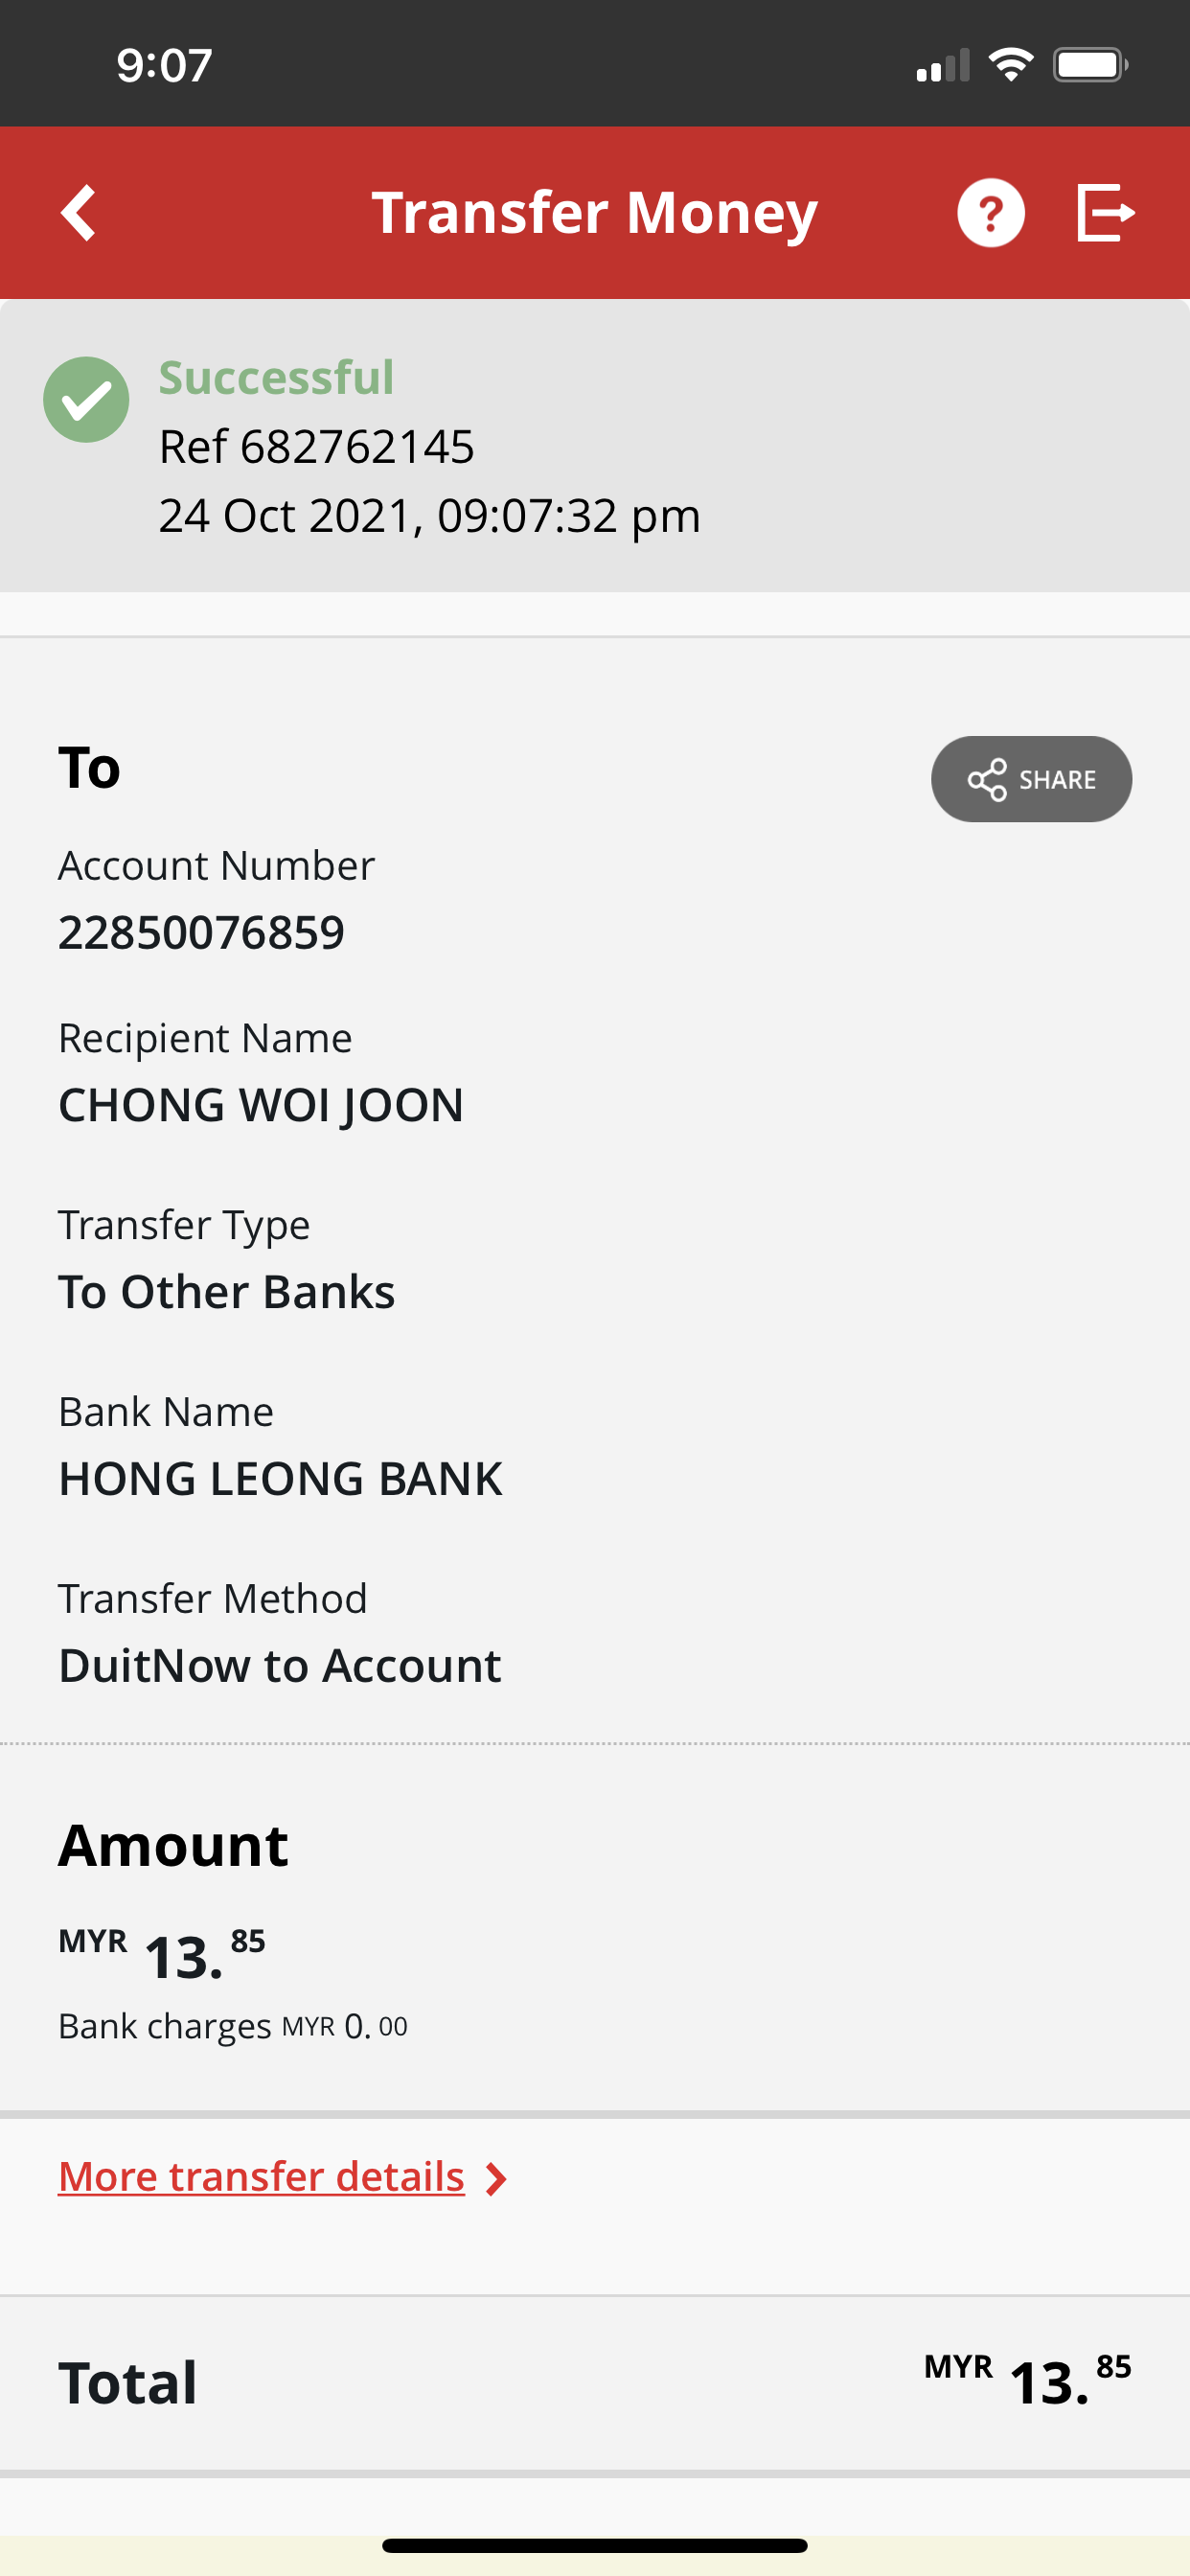 9:07
Transfer Money
?
Successful
Ref 682762145
24 Oct 2021, 09:07:32 pm
To
SHARE
Account Number
22850076859
Recipient Name
CHONG WOI JOON
Transfer Type
To Other Banks
Bank Name
HONG LEONG BANK
Transfer Method
DuitNow to Account
Amount
MYR 13.85
Bank charges MYR 0.00
More transfer details
Total MYR 13.85